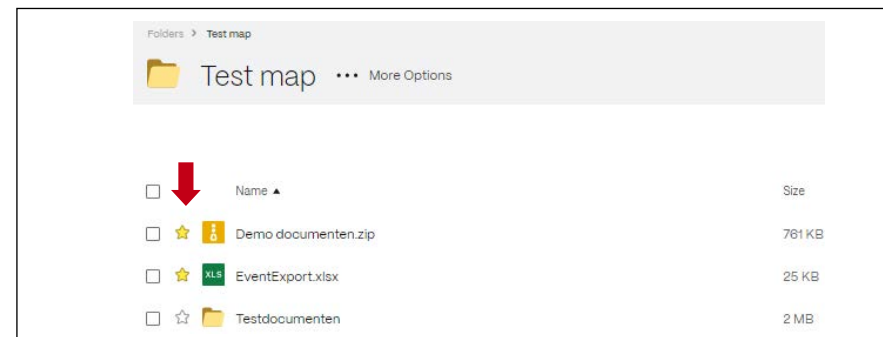 Folders > Test map
Test map ••• More Options
Name ▲ Size
Demo documenten.zip 761 KB
XLS EventExport.xlsx 25 KB
Testdocumenten 2 MB